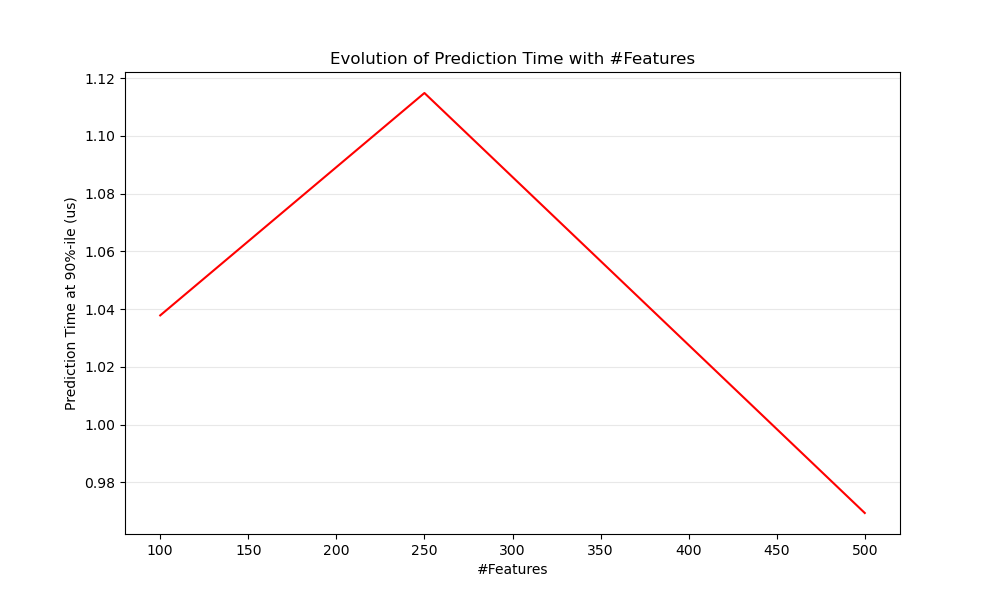 Evolution of Prediction Time with #Features
Prediction Time at 90%-ile (us)
1.12
1.10
1.08
1.06
1.04
1.02
1.00
0.98
100 150 200 250 300 350 400 450 500
#Features